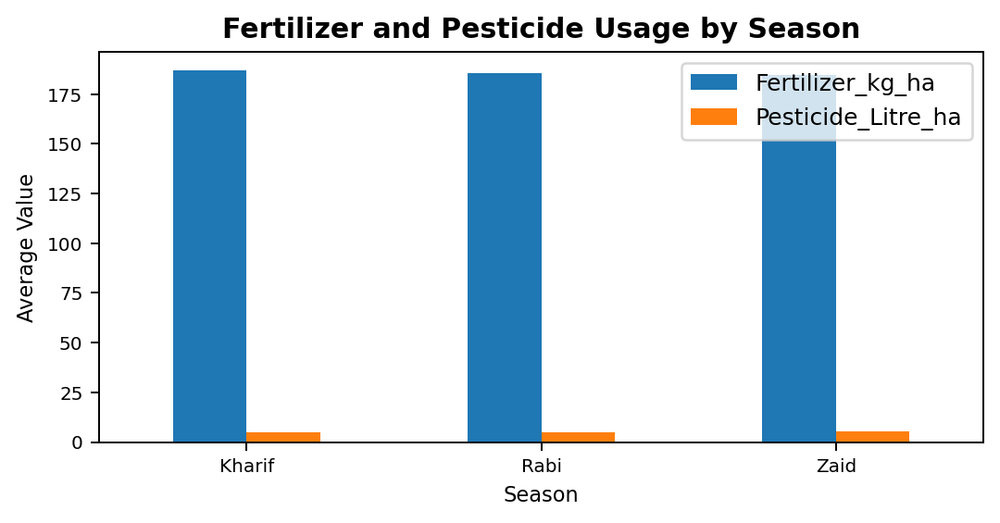 Fertilizer and Pesticide Usage by Season
Fertilizer_kg_ha
Pesticide_Litre_ha
Average Value
175
150
125
100
75
50
25
0
Kharif
Rabi
Zaid
Season